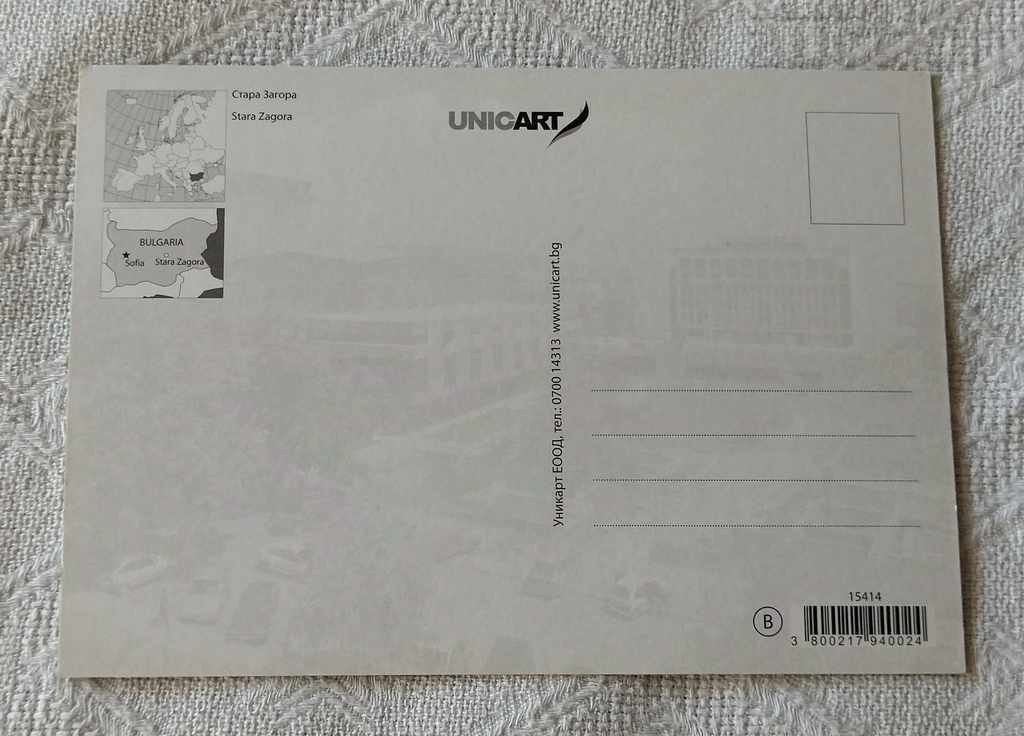 Стара Загора
Stara Zagora
UNICART
BULGARIA
Sofia
Stara Zagora
Уникарт ЕООД, тел.: 0700 14313 www.unicart.bg
15414
B
3 800217 940024